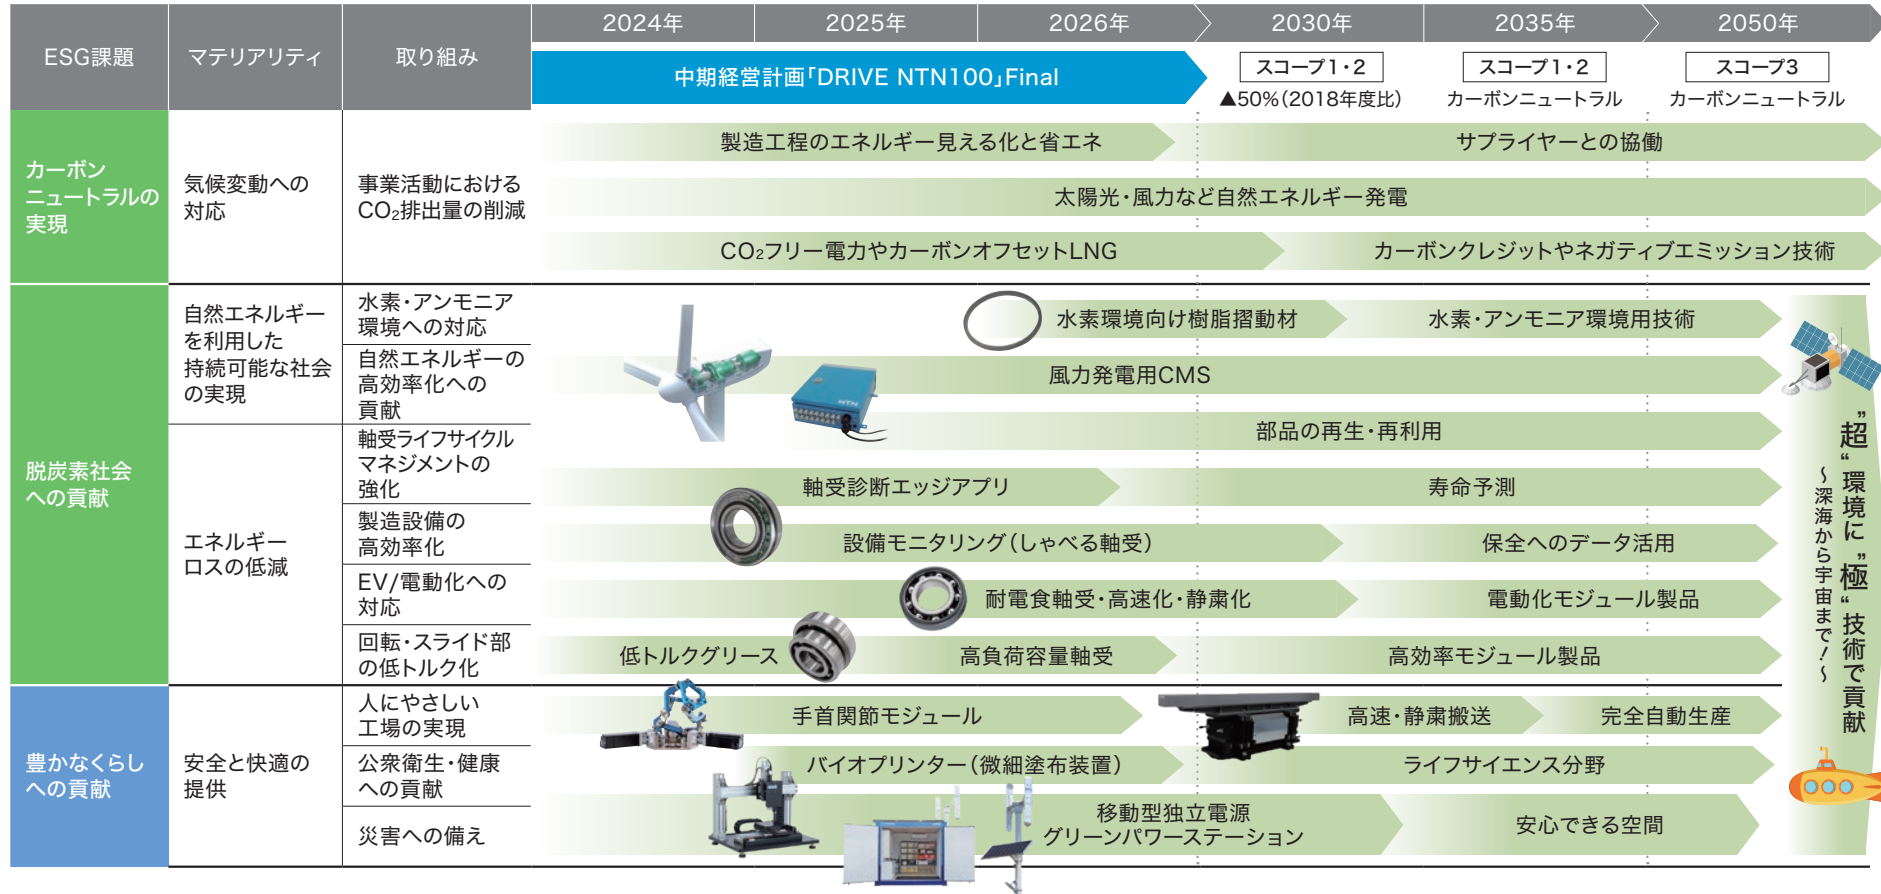 ESG課題
マテリアリティ
取り組み
2024年
2025年
2026年
2030年
2035年
2050年
中期経営計画「DRIVE NTN100」Final
スコープ1・2
▲50%(2018年度比)
スコープ1・2
カーボンニュートラル
スコープ3
カーボンニュートラル
カーボン
ニュートラルの
実現
気候変動への
対応
事業活動における
CO₂排出量の削減
製造工程のエネルギー見える化と省エネ
サプライヤーとの協働
太陽光・風力など自然エネルギー発電
CO₂フリー電力やカーボンオフセットLNG
カーボンクレジットやネガティブエミッション技術
脱炭素社会
への貢献
自然エネルギー
を利用した
持続可能な社会
の実現
水素・アンモニア
環境への対応
水素環境向け樹脂摺動材
水素・アンモニア環境用技術
自然エネルギーの
高効率化への
貢献
風力発電用CMS
NTN
部品の再生・再利用
エネルギー
ロスの低減
軸受ライフサイクル
マネジメントの
強化
軸受診断エッジアプリ
寿命予測
製造設備の
高効率化
設備モニタリング(しゃべる軸受)
保全へのデータ活用
EV/電動化への
対応
耐電食軸受・高速化・静粛化
電動化モジュール製品
回転・スライド部
の低トルク化
低トルクグリース
高負荷容量軸受
高効率モジュール製品
豊かなくらし
への貢献
安全と快適の
提供
人にやさしい
工場の実現
手首関節モジュール
高速・静粛搬送
完全自動生産
公衆衛生・健康
への貢献
バイオプリンター(微細塗布装置)
ライフサイエンス分野
災害への備え
移動型独立電源
グリーンパワーステーション
安心できる空間
”超“環境に”極“技術で貢献
〜深海から宇宙まで！〜